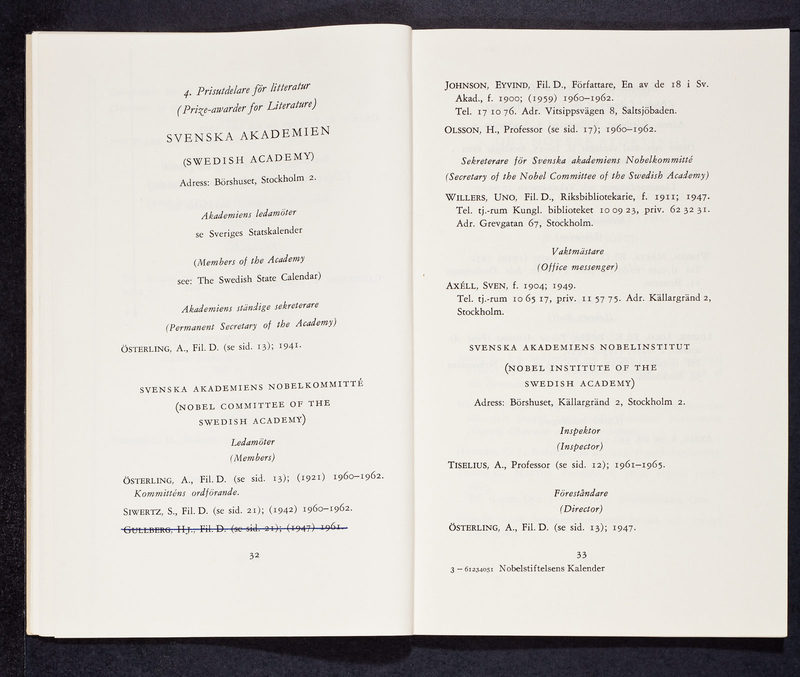 4. Prisutdelare för litteratur
(Prize-awarder for Literature)
SVENSKA AKADEMIEN
(SWEDISH ACADEMY)
Adress: Börshuset, Stockholm 2.
Akademiens ledamöter
se Sveriges Statskalender
(Members of the Academy
see: The Swedish State Calendar)
Akademiens ständige sekreterare
(Permanent Secretary of the Academy)
ÖSTERLING, A., Fil. D. (se sid. 13); 1941.
SVENSKA AKADEMIENS NOBELKOMMITTÉ
(NOBEL COMMITTEE OF THE
SWEDISH ACADEMY)
Ledamöter
(Members)
ÖSTERLING, A., Fil. D. (se sid. 13); (1921) 1960–1962.
Kommitténs ordförande.
SIWERTZ, S., Fil. D. (se sid. 21); (1942) 1960–1962.
GULLBERG, HJ., Fil. D. (se sid. 21); (1947) 1961.
32
JOHNSON, EYVIND, Fil. D., Författare, En av de 18 i Sv.
Akad., f. 1900; (1959) 1960–1962.
Tel. 17 10 76. Adr. Vitsippsvägen 8, Saltsjöbaden.
OLSSON, H., Professor (se sid. 17); 1960–1962.
Sekreterare för Svenska akademiens Nobelkommitté
(Secretary of the Nobel Committee of the Swedish Academy)
WILLERS, UNO, Fil. D., Riksbibliotekarie, f. 1911; 1947.
Tel. tj.-rum Kungl. biblioteket 10 09 23, priv. 62 32 31.
Adr. Grevgatan 67, Stockholm.
Vaktmästare
(Office messenger)
AXÉLL, SVEN, f. 1904; 1949.
Tel. tj.-rum 10 65 17, priv. 11 57 75. Adr. Källargränd 2,
Stockholm.
SVENSKA AKADEMIENS NOBELINSTITUT
(NOBEL INSTITUTE OF THE
SWEDISH ACADEMY)
Adress: Börshuset, Källargränd 2, Stockholm 2.
Inspektor
(Inspector)
TISELIUS, A., Professor (se sid. 12); 1961–1965.
Föreståndare
(Director)
ÖSTERLING, A., Fil. D. (se sid. 13); 1947.
33
3 – 61234051 Nobelstiftelsens Kalender